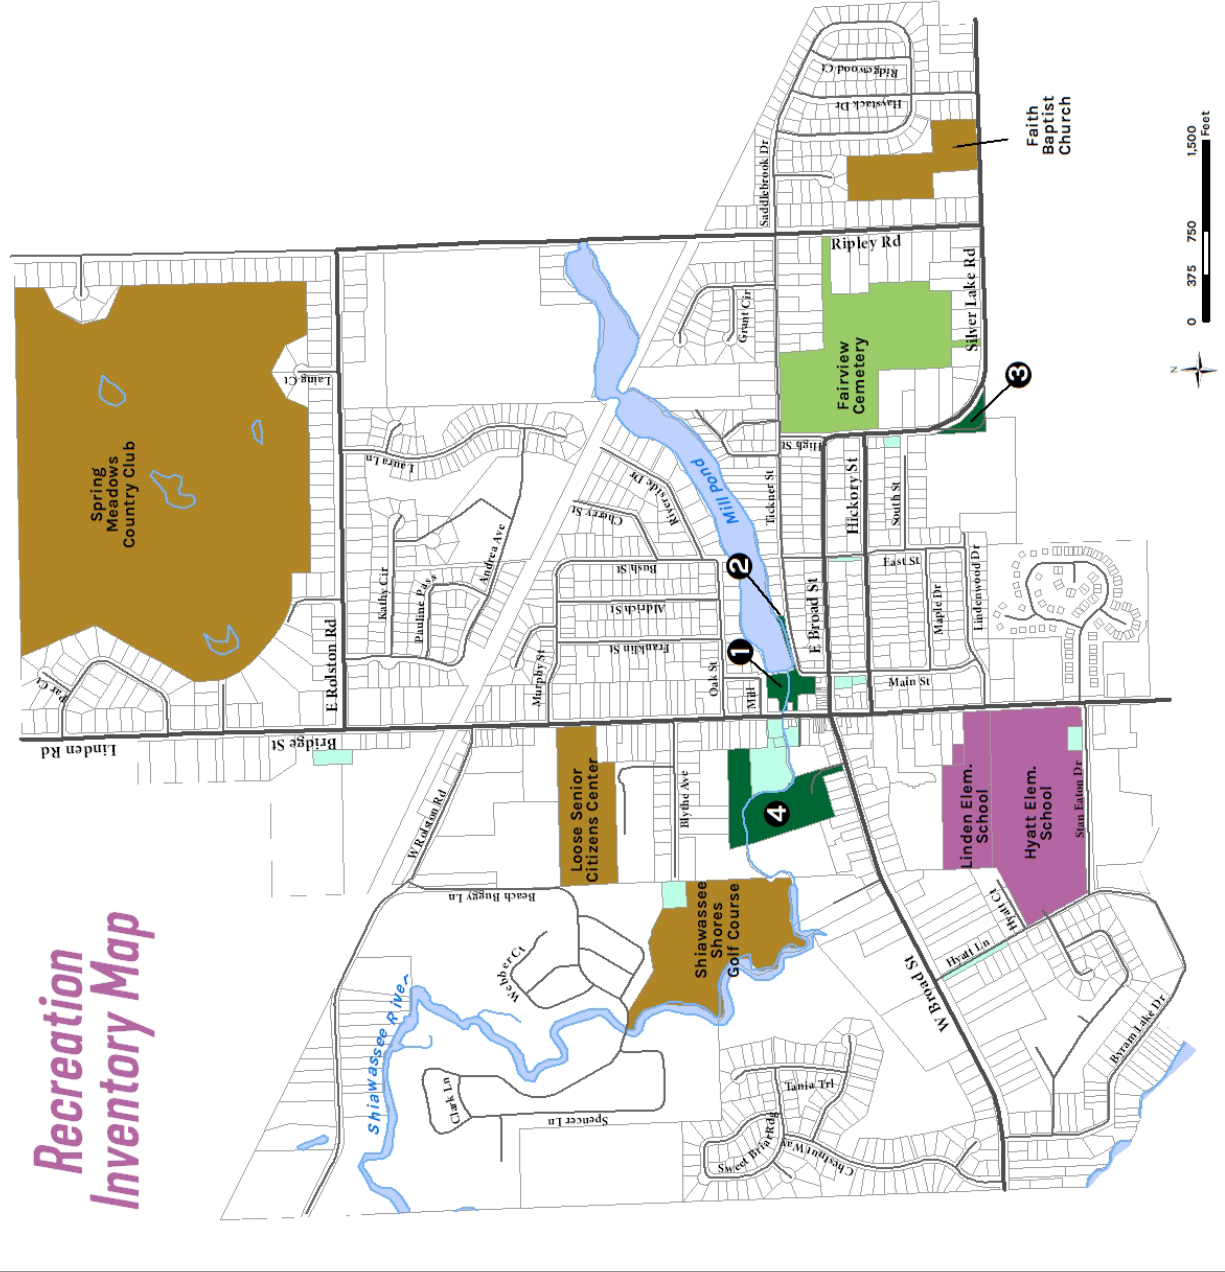 Recreation
Inventory Map
Spring
Meadows
Country Club
Par Ct
Laing Ct
Linden Rd
Bridge St
E Rolston Rd
Laura Ln
Kathy Cir
Pauline Pass
Andrea Ave
Murphy St
W Rolston Rd
Cherry St
Riverside Dr
Bush St
Aldrich St
Franklin St
Oak St
Mill
Mill pond
Grant Cir
Saddlebrook Dr
Ridgewood Ct
Haystack Dr
Faith
Baptist
Church
Ripley Rd
Silver Lake Rd
Fairview
Cemetery
High St
Tickner St
Hickory St
South St
E Broad St
East St
Maple Dr
Lindenwood Dr
Main St
1
2
3
4
Loose Senior
Citizens Center
Blythe Ave
Beach Buggy Ln
Webber Ct
Shiawassee
Shores
Golf Course
Shiawassee River
Clark Ln
Spencer Ln
Linden Elem.
School
Hyatt Elem.
School
Stan Eaton Dr
Hyatt Ct
Hyatt Ln
W Broad St
Byram Lake Dr
Tania Trl
Sweet Briar Rdg
Chestnut Way
N
0 375 750 1,500
Feet